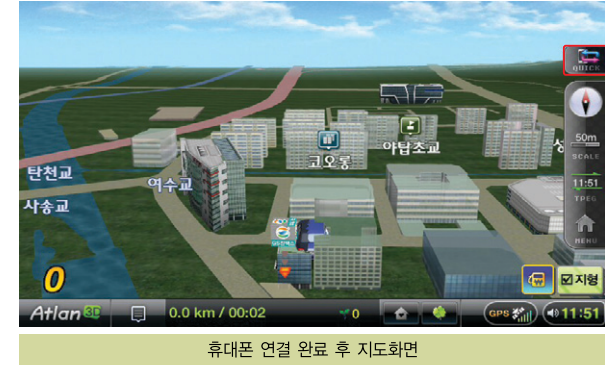 QUICK
50m
SCALE
코오롱
야탑초교
탄천교
여수교
11:51
TPEG
사송교
MENU
0
지형
Atlan 3D
0.0 km / 00:02
0
GPS
11:51
휴대폰 연결 완료 후 지도화면